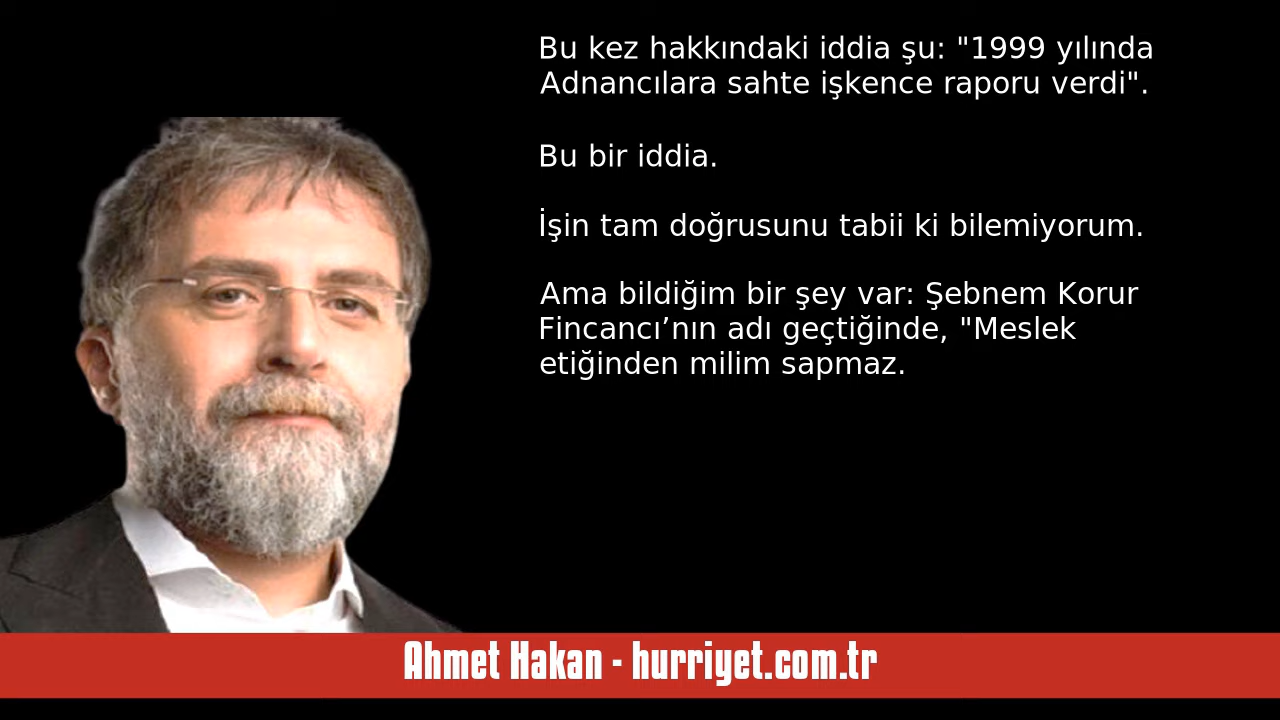 Bu kez hakkındaki iddia şu: "1999 yılında
Adnancılara sahte işkence raporu verdi".
Bu bir iddia.
İşin tam doğrusunu tabii ki bilemiyorum.
Ama bildiğim bir şey var: Şebnem Korur
Fincancı’nın adı geçtiğinde, "Meslek
etiğinden milim sapmaz.
Ahmet Hakan - hurriyet.com.tr